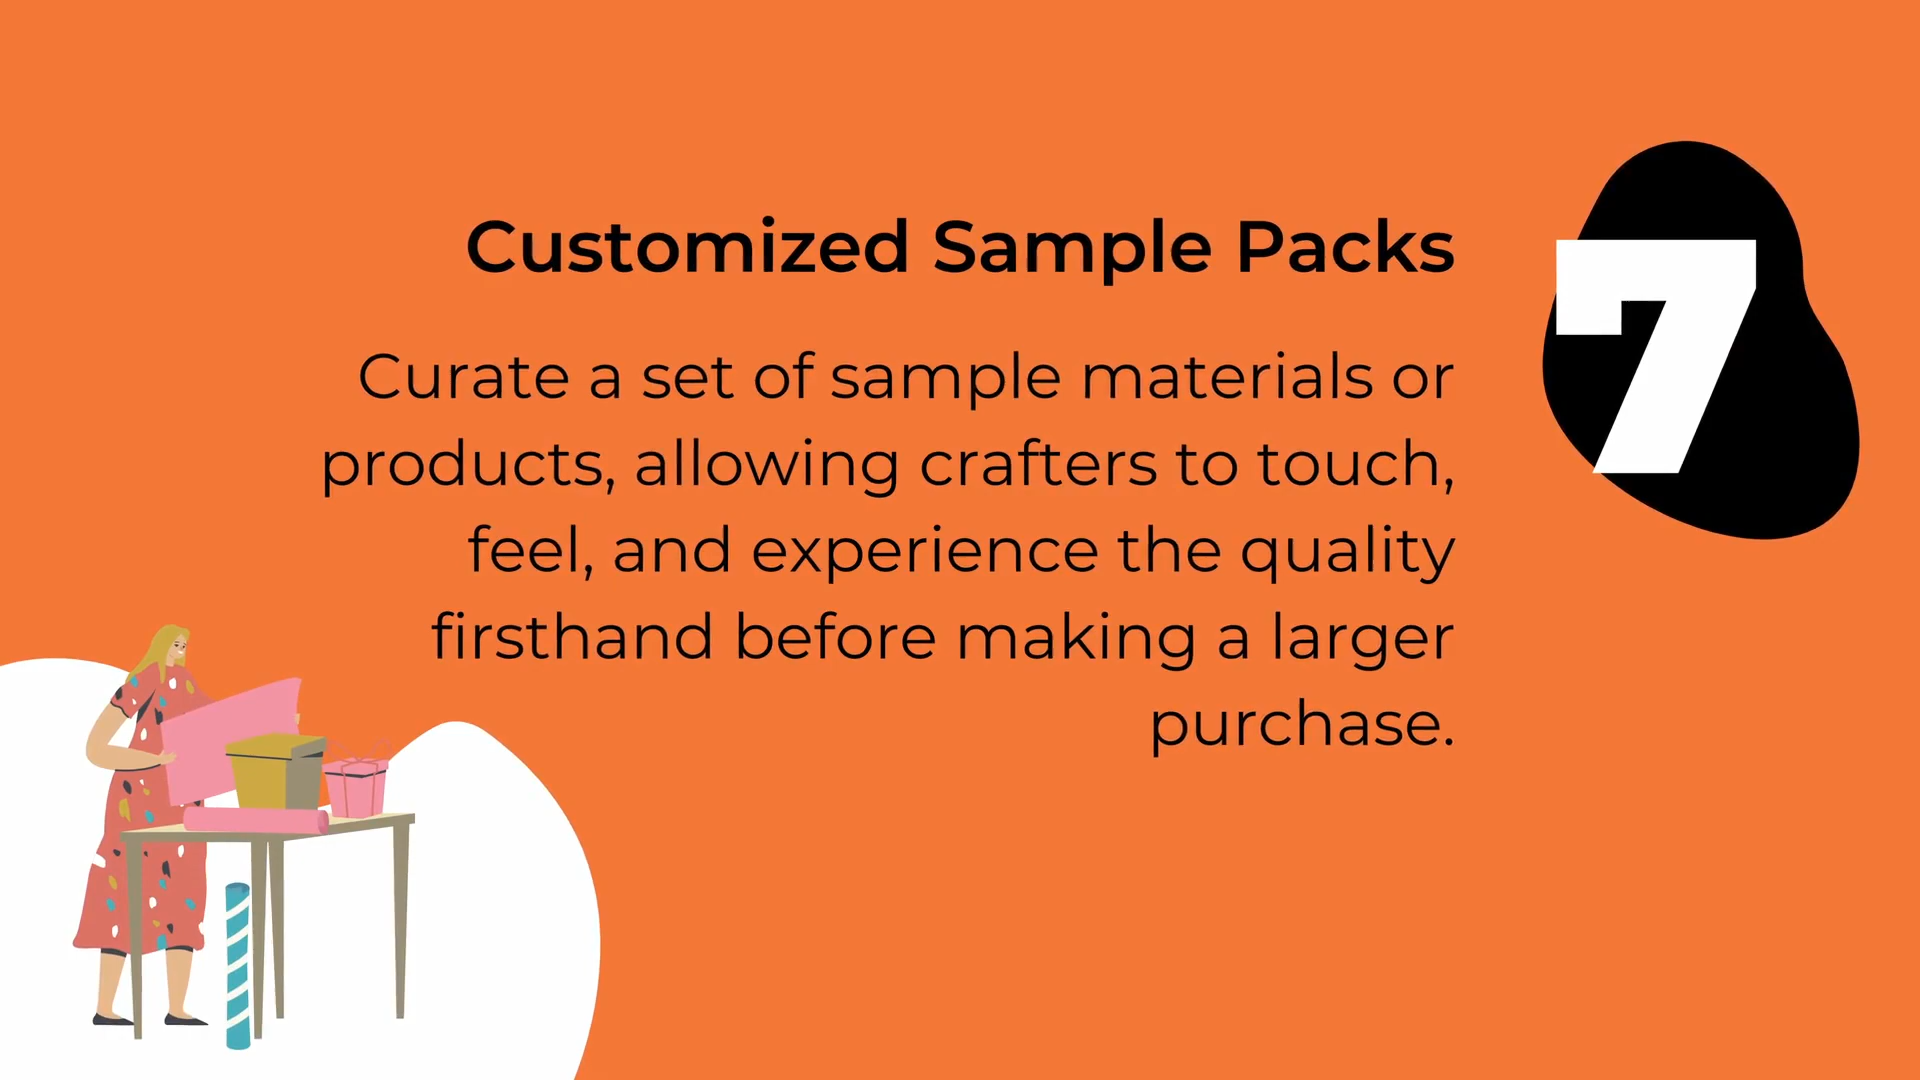 Customized Sample Packs
7
Curate a set of sample materials or
products, allowing crafters to touch,
feel, and experience the quality
firsthand before making a larger
purchase.